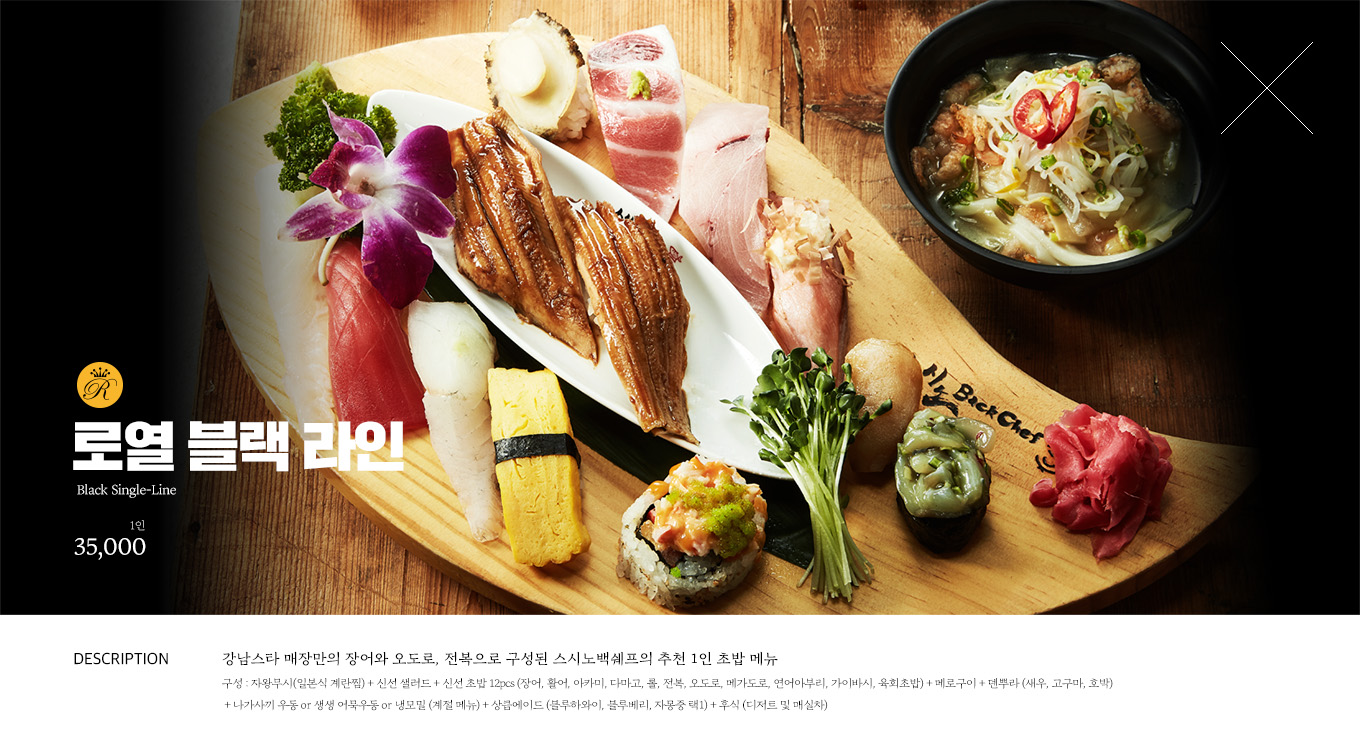 스시노 BackChef
R
로열 블랙 라인
Black Single-Line
1인
35,000
DESCRIPTION
강남스타 매장만의 장어와 오도로, 전복으로 구성된 스시노백쉐프의 추천 1인 초밥 메뉴
구성 : 자왕무시(일본식 계란찜) + 신선 샐러드 + 신선 초밥 12pcs (장어, 활어, 아카미, 다마고, 롤, 전복, 오도로, 메가도로, 연어아부리, 가이바시, 육회초밥) + 메로구이 + 덴뿌라 (새우, 고구마, 호박)
+ 나가사끼 우동 or 생생 어묵우동 or 냉모밀 (계절 메뉴) + 상큼에이드 (블루하와이, 블루베리, 자몽중 택1) + 후식 (디저트 및 매실차)